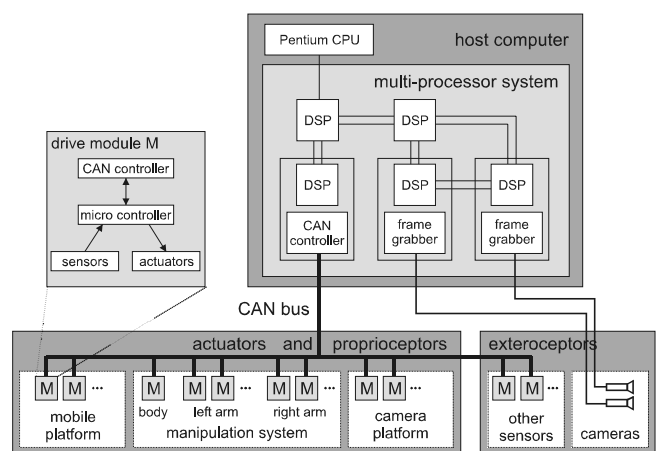 Pentium CPU
host computer
multi-processor system
DSP
DSP
DSP
DSP
DSP
CAN
controller
frame
grabber
frame
grabber
drive module M
CAN controller
micro controller
sensors
actuators
CAN bus
actuators and proprioceptors
exteroceptors
M M ...
M
M M ...
M M ...
M M ...
M M ...
mobile
platform
body
left arm
right arm
manipulation system
camera
platform
other
sensors
cameras